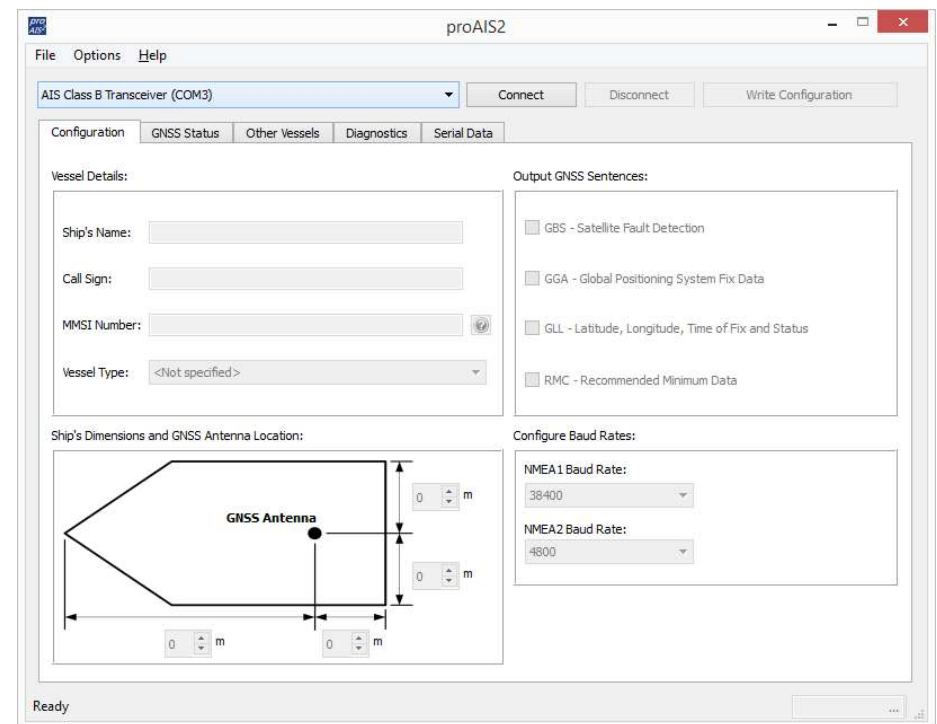 pro
AIS2
proAIS2
File Options Help
AIS Class B Transceiver (COM3) Connect Disconnect Write Configuration
Configuration GNSS Status Other Vessels Diagnostics Serial Data
Vessel Details:
Ship's Name:
Call Sign:
MMSI Number:
Vessel Type: <Not specified>
Output GNSS Sentences:
GBS - Satellite Fault Detection
GGA - Global Positioning System Fix Data
GLL - Latitude, Longitude, Time of Fix and Status
RMC - Recommended Minimum Data
Ship's Dimensions and GNSS Antenna Location:
0 m
GNSS Antenna
0 m
0 m 0 m
Configure Baud Rates:
NMEA1 Baud Rate:
38400
NMEA2 Baud Rate:
4800
Ready ...